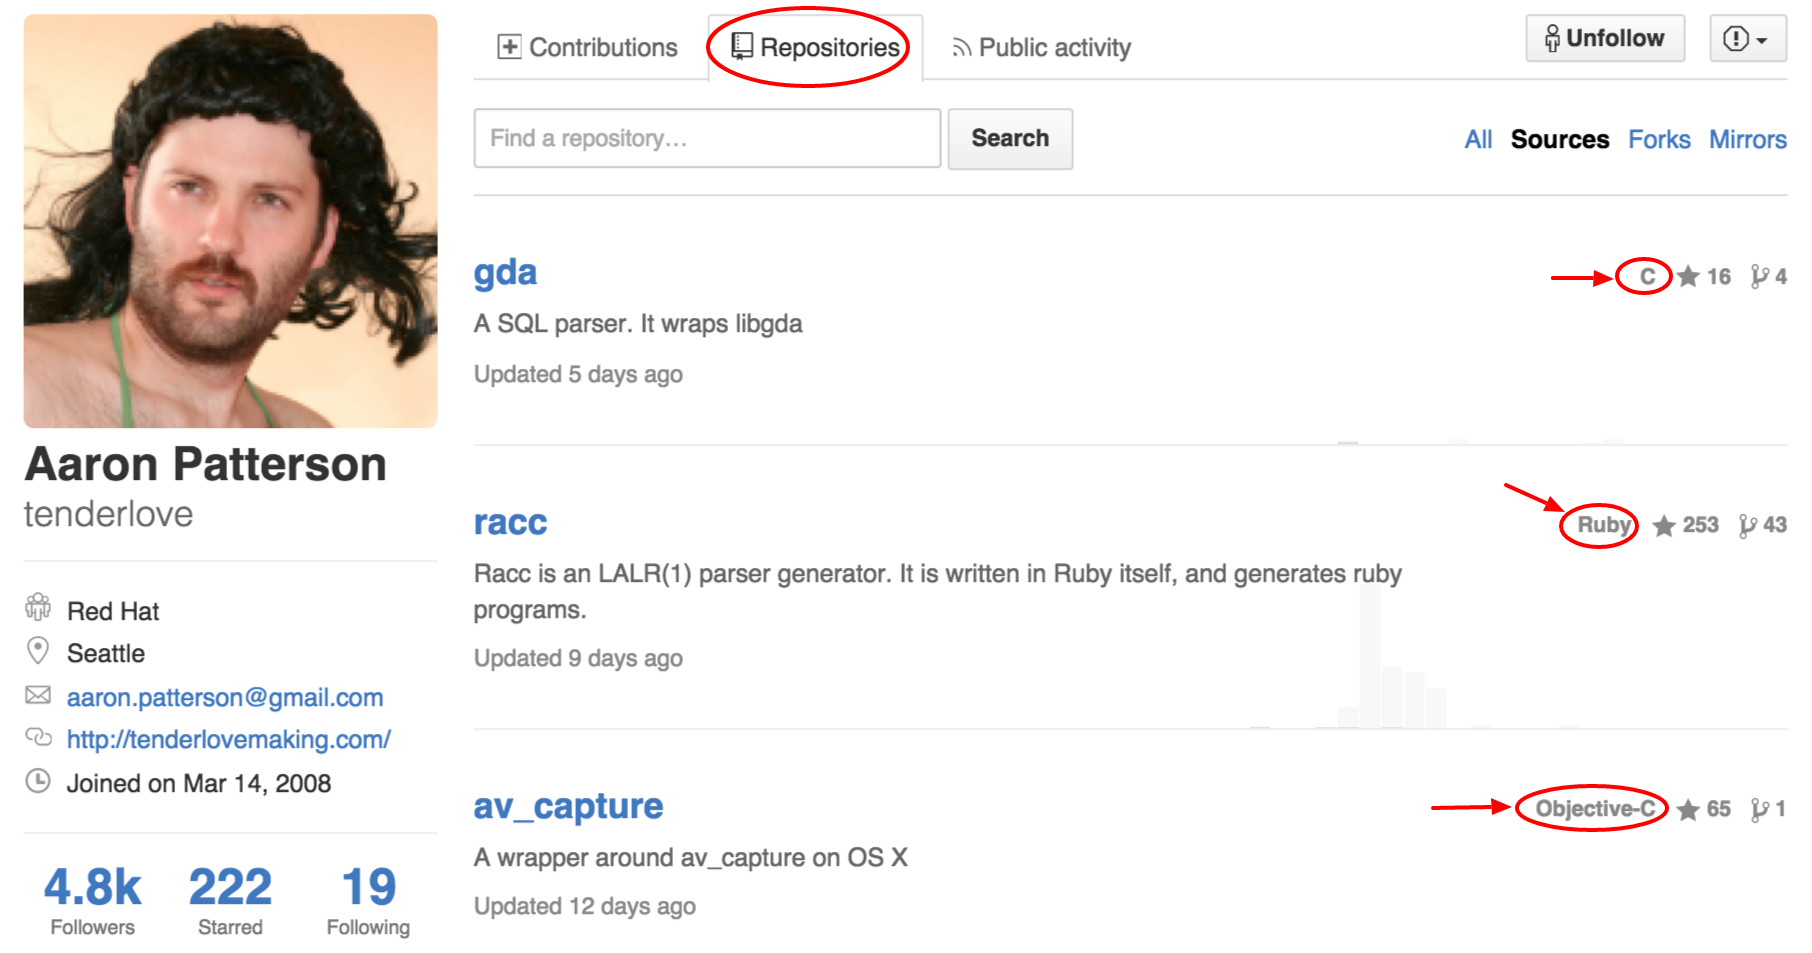 Contributions
Repositories
Public activity
Unfollow
Find a repository...
Search
All Sources Forks Mirrors
gda
C 16 4
A SQL parser. It wraps libgda
Updated 5 days ago
Aaron Patterson
tenderlove
racc
Ruby 253 43
Racc is an LALR(1) parser generator. It is written in Ruby itself, and generates ruby
programs.
Updated 9 days ago
Red Hat
Seattle
aaron.patterson@gmail.com
http://tenderlovemaking.com/
Joined on Mar 14, 2008
av_capture
Objective-C 65 1
A wrapper around av_capture on OS X
Updated 12 days ago
4.8k 222 19
Followers Starred Following